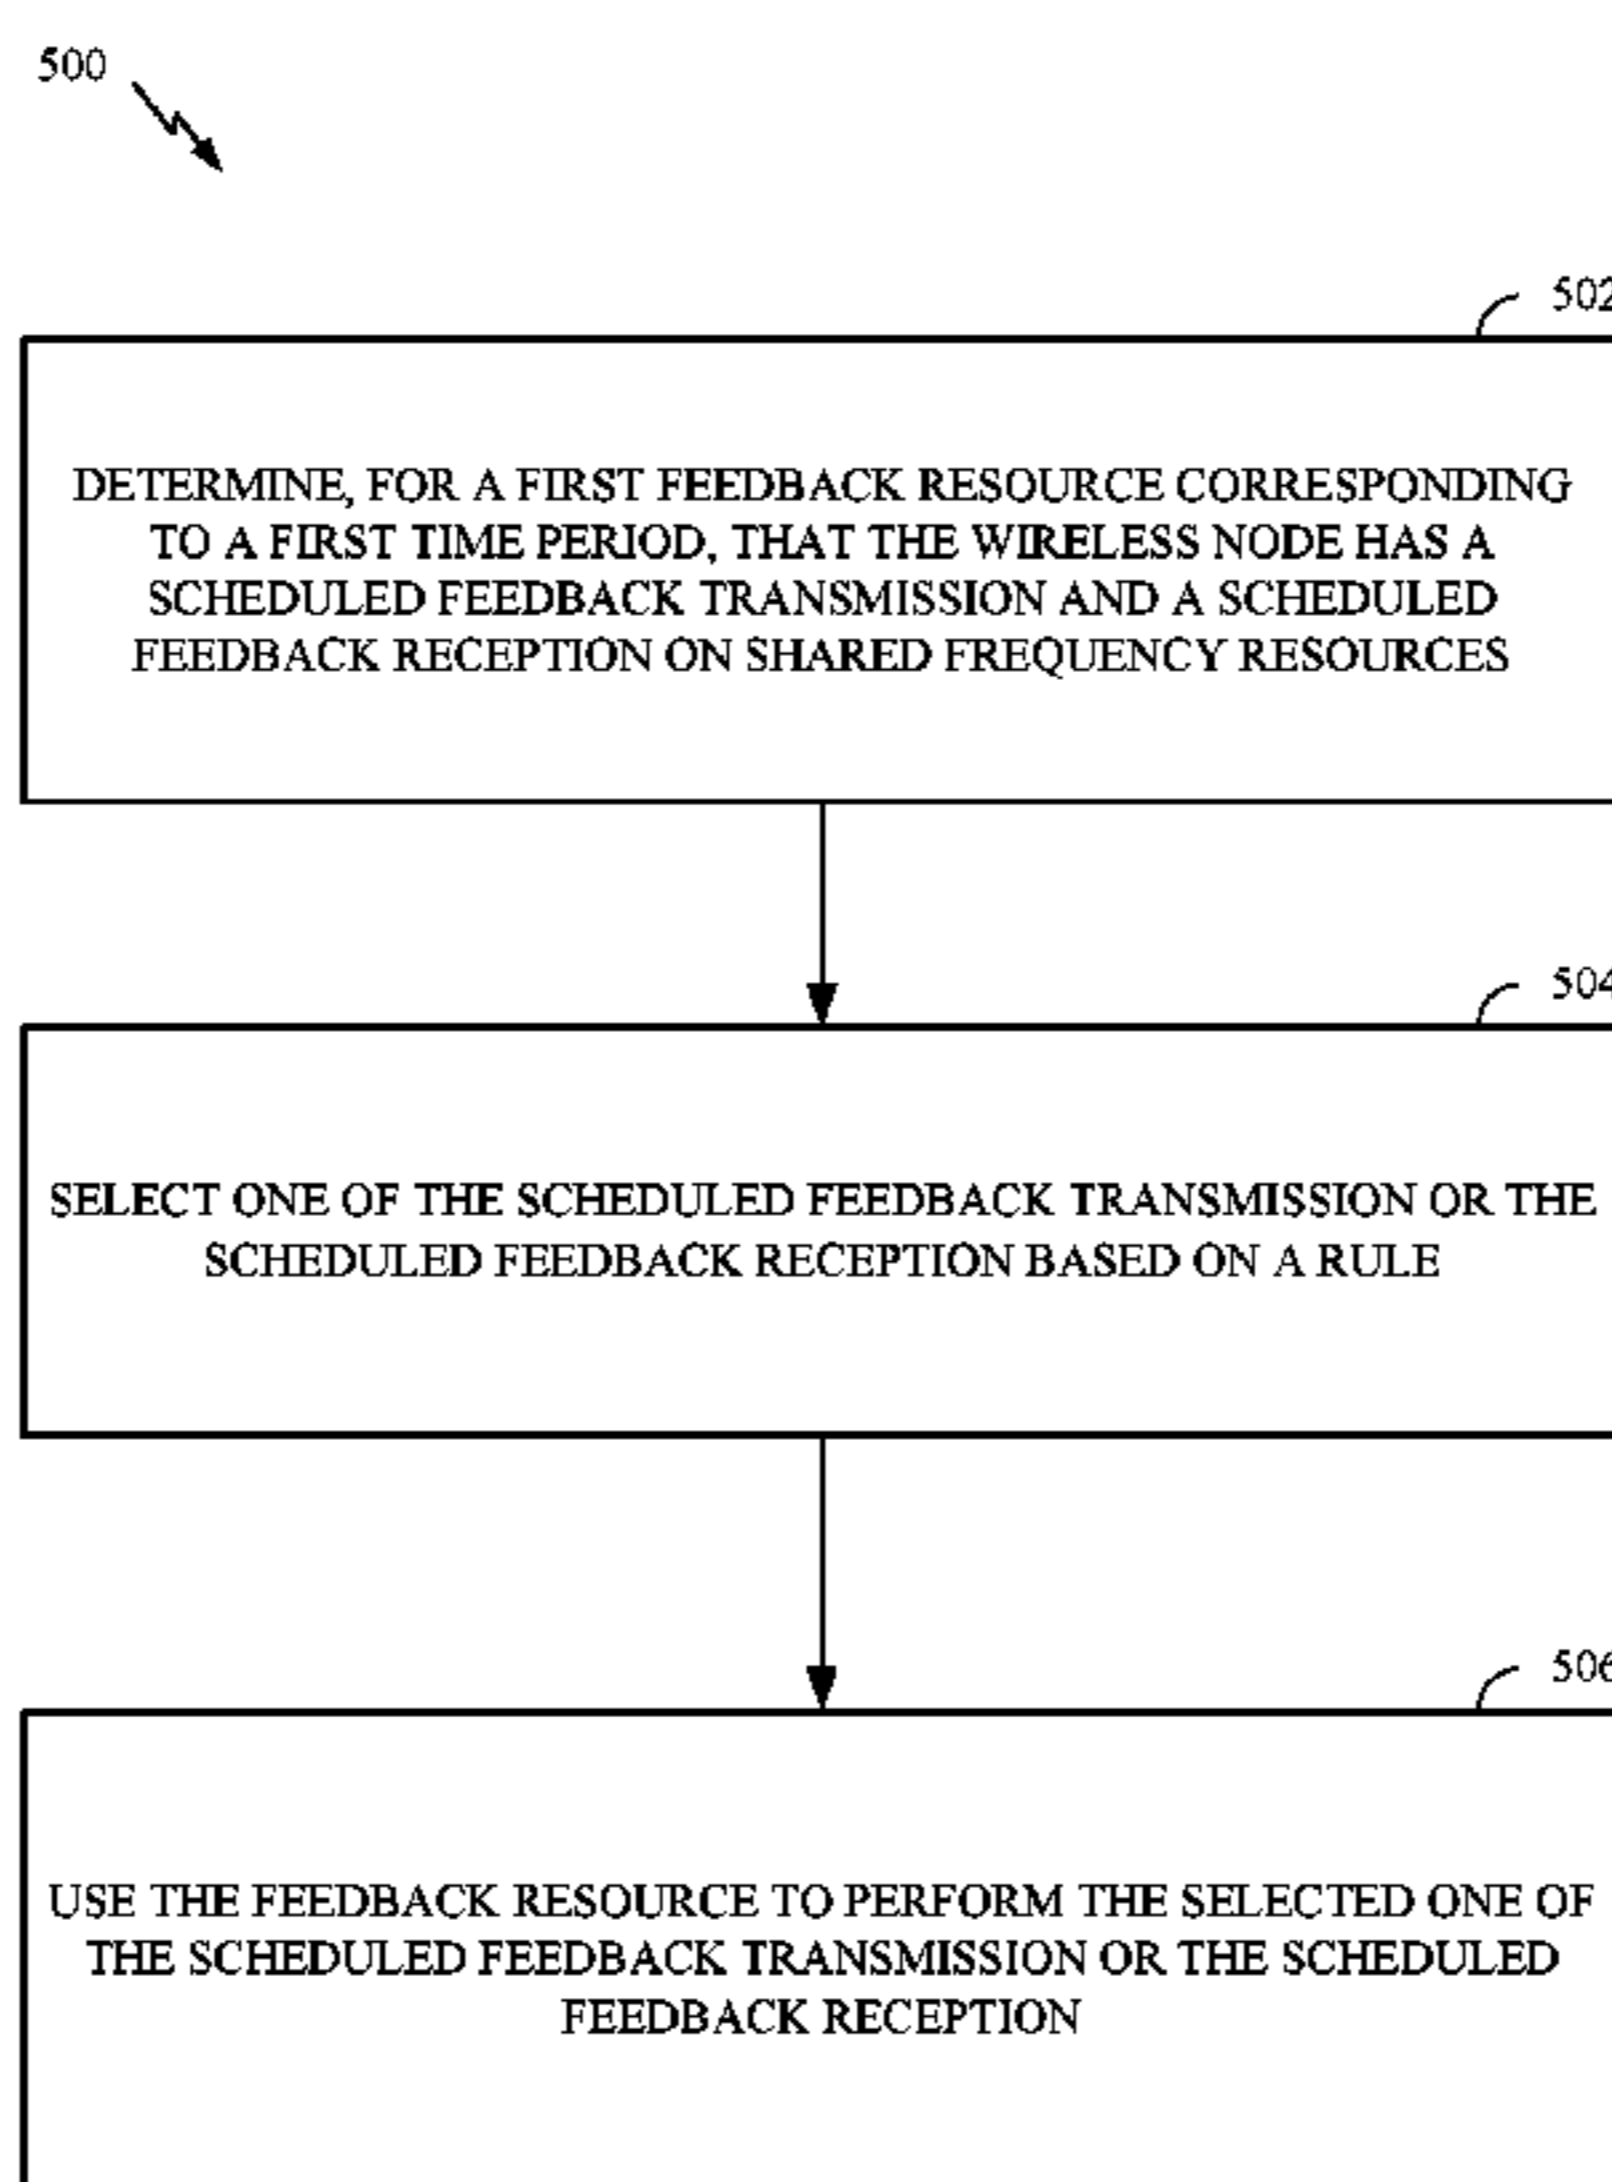 500
502
DETERMINE, FOR A FIRST FEEDBACK RESOURCE CORRESPONDING
TO A FIRST TIME PERIOD, THAT THE WIRELESS NODE HAS A
SCHEDULED FEEDBACK TRANSMISSION AND A SCHEDULED
FEEDBACK RECEPTION ON SHARED FREQUENCY RESOURCES
504
SELECT ONE OF THE SCHEDULED FEEDBACK TRANSMISSION OR THE
SCHEDULED FEEDBACK RECEPTION BASED ON A RULE
506
USE THE FEEDBACK RESOURCE TO PERFORM THE SELECTED ONE OF
THE SCHEDULED FEEDBACK TRANSMISSION OR THE SCHEDULED
FEEDBACK RECEPTION